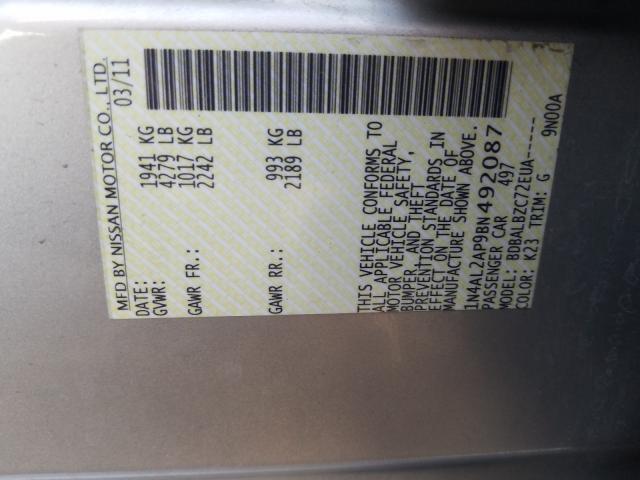 MFD BY NISSAN MOTOR CO., LTD.
DATE: 03/11
GVWR: 1941 KG
4279 LB
GAWR FR: 1017 KG
2242 LB
GAWR RR: 993 KG
2189 LB
THIS VEHICLE CONFORMS TO
ALL APPLICABLE FEDERAL
MOTOR VEHICLE SAFETY,
BUMPER, AND THEFT
PREVENTION STANDARDS IN
EFFECT ON THE DATE OF
MANUFACTURE SHOWN ABOVE.
1N4AL2AP9BN492087
PASSENGER CAR 497
MODEL: BDBALBZC72EUA-----
COLOR: K23 TRIM: G 9N00A